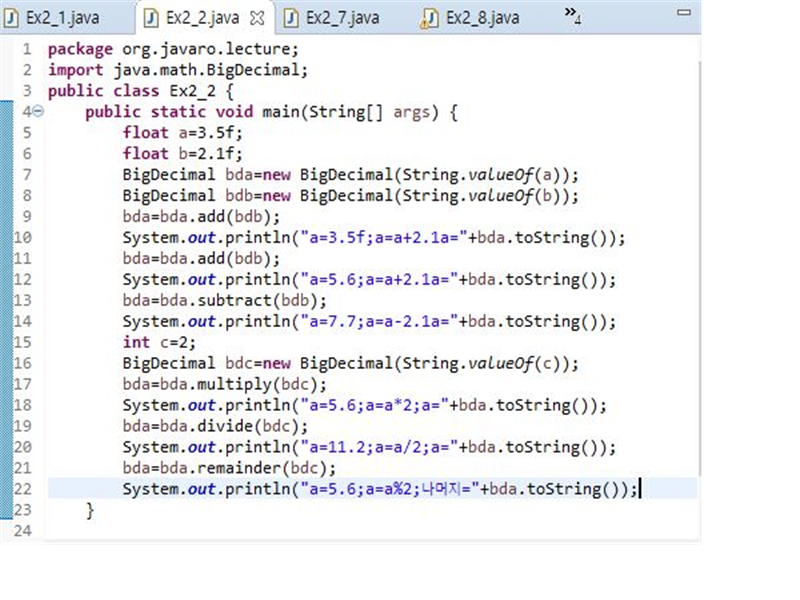 Ex2_1.java Ex2_2.java Ex2_7.java Ex2_8.java »4
1 package org.javaro.lecture;
2 import java.math.BigDecimal;
3 public class Ex2_2 {
4 public static void main(String[] args) {
5 float a=3.5f;
6 float b=2.1f;
7 BigDecimal bda=new BigDecimal(String.valueOf(a));
8 BigDecimal bdb=new BigDecimal(String.valueOf(b));
9 bda=bda.add(bdb);
10 System.out.println("a=3.5f;a=a+2.1a="+bda.toString());
11 bda=bda.add(bdb);
12 System.out.println("a=5.6;a=a+2.1a="+bda.toString());
13 bda=bda.subtract(bdb);
14 System.out.println("a=7.7;a=a-2.1a="+bda.toString());
15 int c=2;
16 BigDecimal bdc=new BigDecimal(String.valueOf(c));
17 bda=bda.multiply(bdc);
18 System.out.println("a=5.6;a=a*2;a="+bda.toString());
19 bda=bda.divide(bdc);
20 System.out.println("a=11.2;a=a/2;a="+bda.toString());
21 bda=bda.remainder(bdc);
22 System.out.println("a=5.6;a=a%2;나머지="+bda.toString());
23 }
24